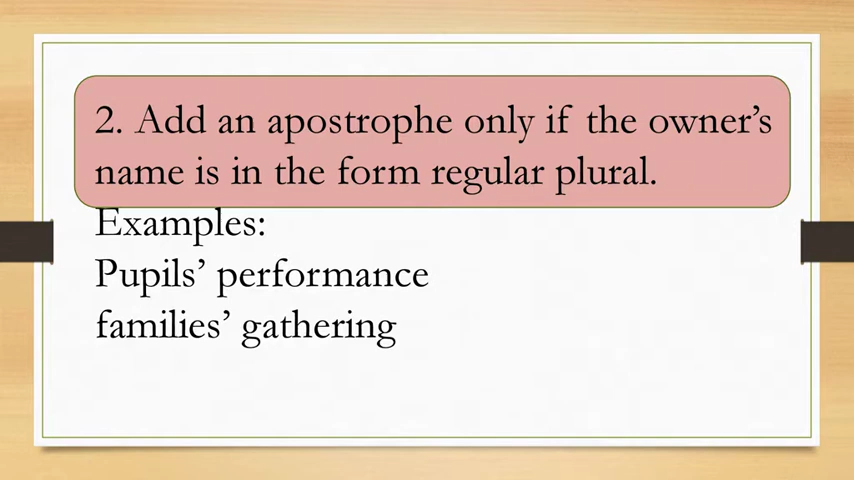 2. Add an apostrophe only if the owner’s
name is in the form regular plural.
Examples:
Pupils’ performance
families’ gathering